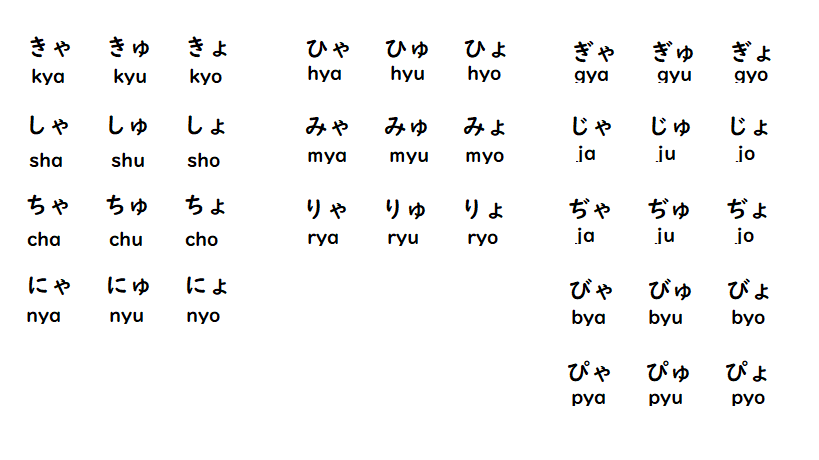 きゃ きゅ きょ
kya kyu kyo
しゃ しゅ しょ
sha shu sho
ちゃ ちゅ ちょ
cha chu cho
にゃ にゅ にょ
nya nyu nyo
ひゃ ひゅ ひょ
hya hyu hyo
みゃ みゅ みょ
mya myu myo
りゃ りゅ りょ
rya ryu ryo
ぎゃ ぎゅ ぎょ
gya gyu gyo
じゃ じゅ じょ
ja ju jo
ぢゃ ぢゅ ぢょ
ja ju jo
びゃ びゅ びょ
bya byu byo
ぴゃ ぴゅ ぴょ
pya pyu pyo